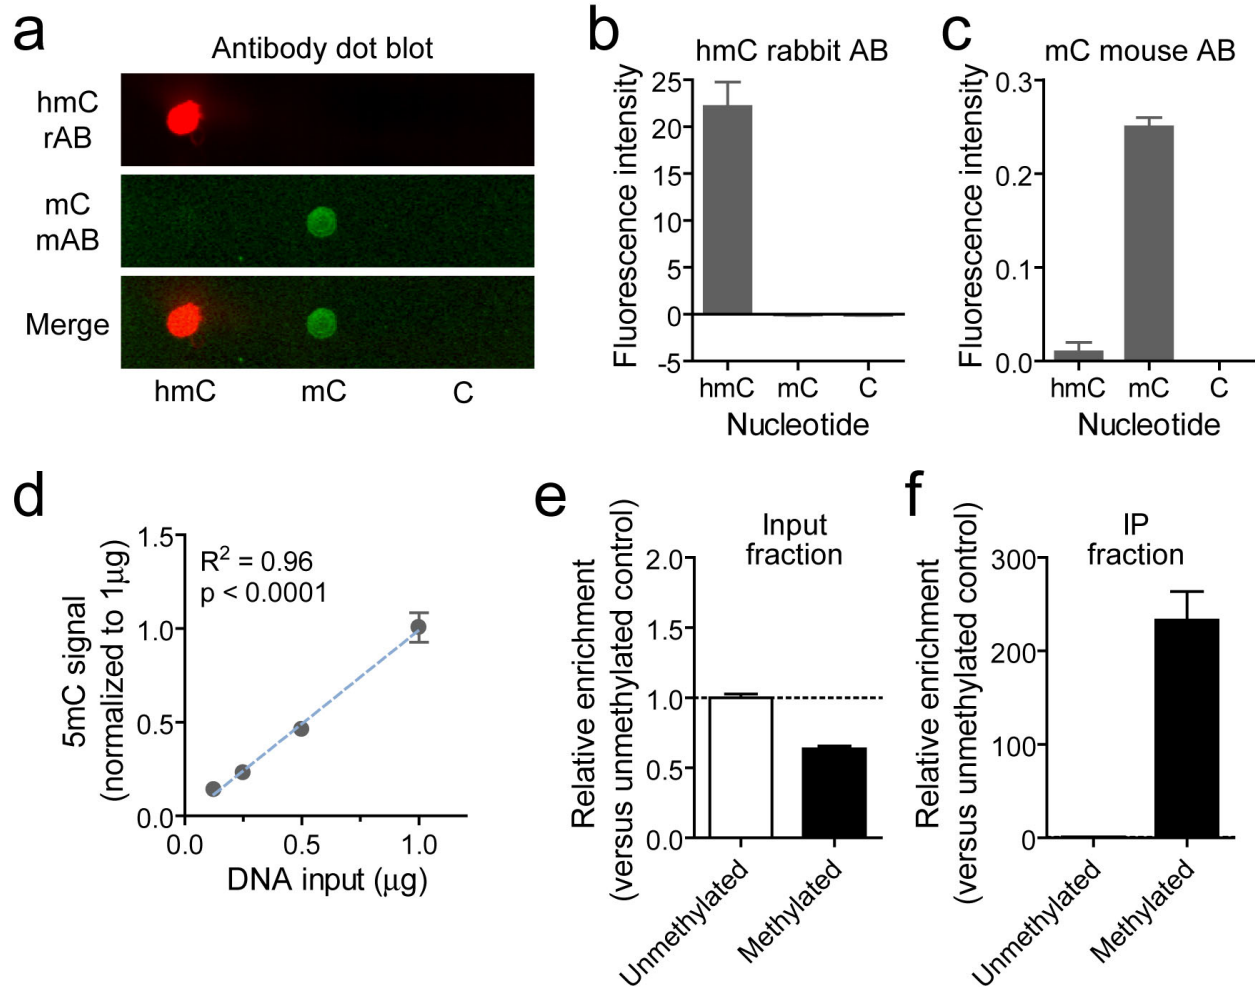 a
Antibody dot blot
hmC
rAB
mC
mAB
Merge
hmC mC C
b
hmC rabbit AB
Fluorescence intensity
25
20
15
10
5
0
-5
hmC mC C
Nucleotide
c
mC mouse AB
Fluorescence intensity
0.3
0.2
0.1
0.0
hmC mC C
Nucleotide
d
5mC signal
(normalized to 1μg)
1.5
1.0
0.5
0.0
R² = 0.96
p < 0.0001
0.0 0.5 1.0
DNA input (μg)
e
Input
fraction
Relative enrichment
(versus unmethylated control)
2.0
1.5
1.0
0.5
0.0
Unmethylated
Methylated
f
IP
fraction
Relative enrichment
(versus unmethylated control)
300
200
100
0
Unmethylated
Methylated